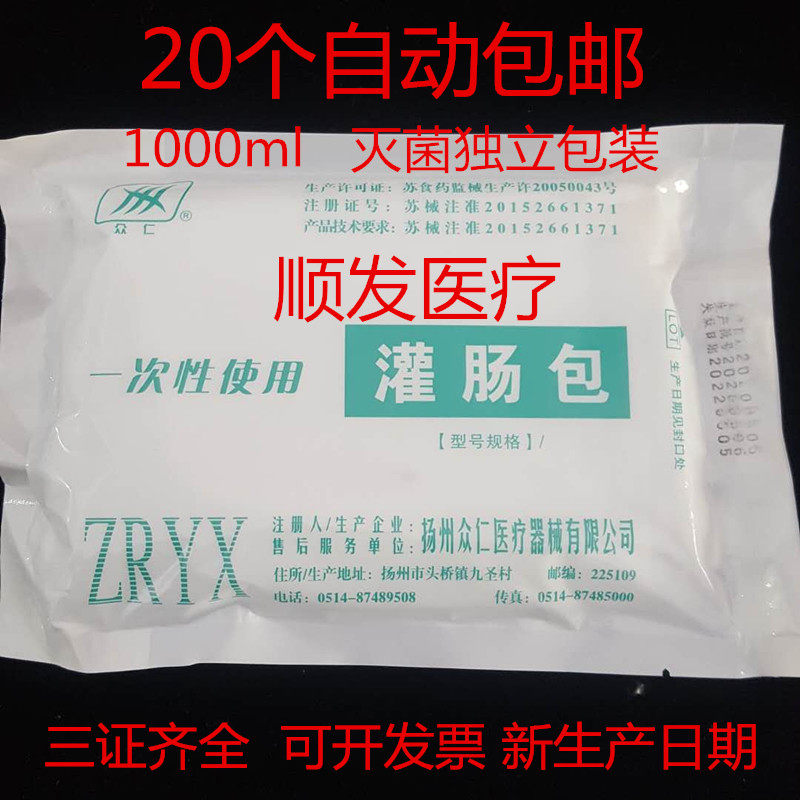 20个自动包邮
1000ml 灭菌独立包装
生产许可证：苏食药监械生产许20050043号
注册证号：苏械注准20152661371
产品技术要求：苏械注准20152661371
众仁
®
顺发医疗
一次性使用
灌肠包
【型号规格】/
LOT
生产日期见封口处
ZRYX
注册人/生产企业：
售后服务单位：
扬州众仁医疗器械有限公司
住所/生产地址：扬州市头桥镇九圣村 邮编：225109
电话：0514-87489508 传真：0514-87485000
三证齐全 可开发票 新生产日期